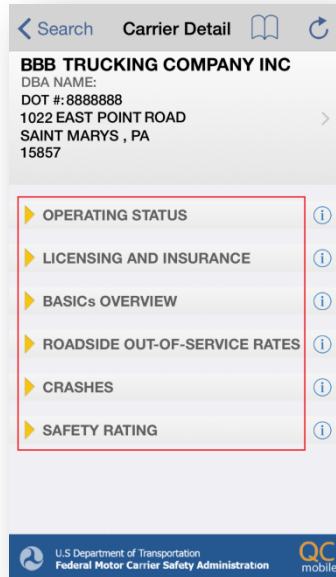 Search Carrier Detail
BBB TRUCKING COMPANY INC
DBA NAME:
DOT #: 8888888
1022 EAST POINT ROAD
SAINT MARYS , PA
15857
OPERATING STATUS
LICENSING AND INSURANCE
BASICs OVERVIEW
ROADSIDE OUT-OF-SERVICE RATES
CRASHES
SAFETY RATING
U.S Department of Transportation
Federal Motor Carrier Safety Administration
QC
mobile